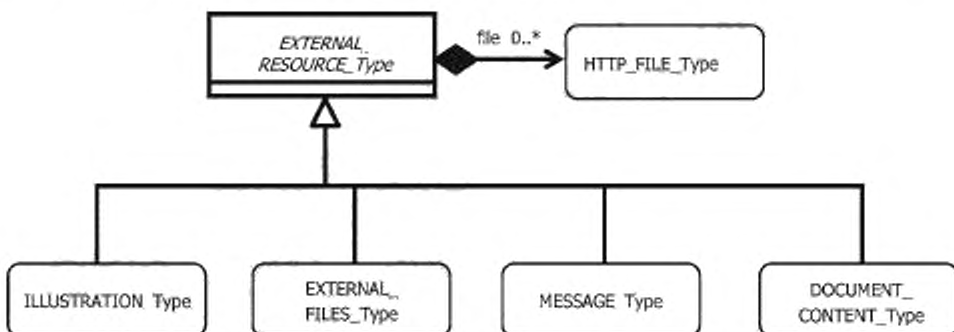 EXTERNAL_
RESOURCE_Type
file 0..*
HTTP_FILE_Type
ILLUSTRATION Type
EXTERNAL_
FILES_Type
MESSAGE Type
DOCUMENT_
CONTENT_Type